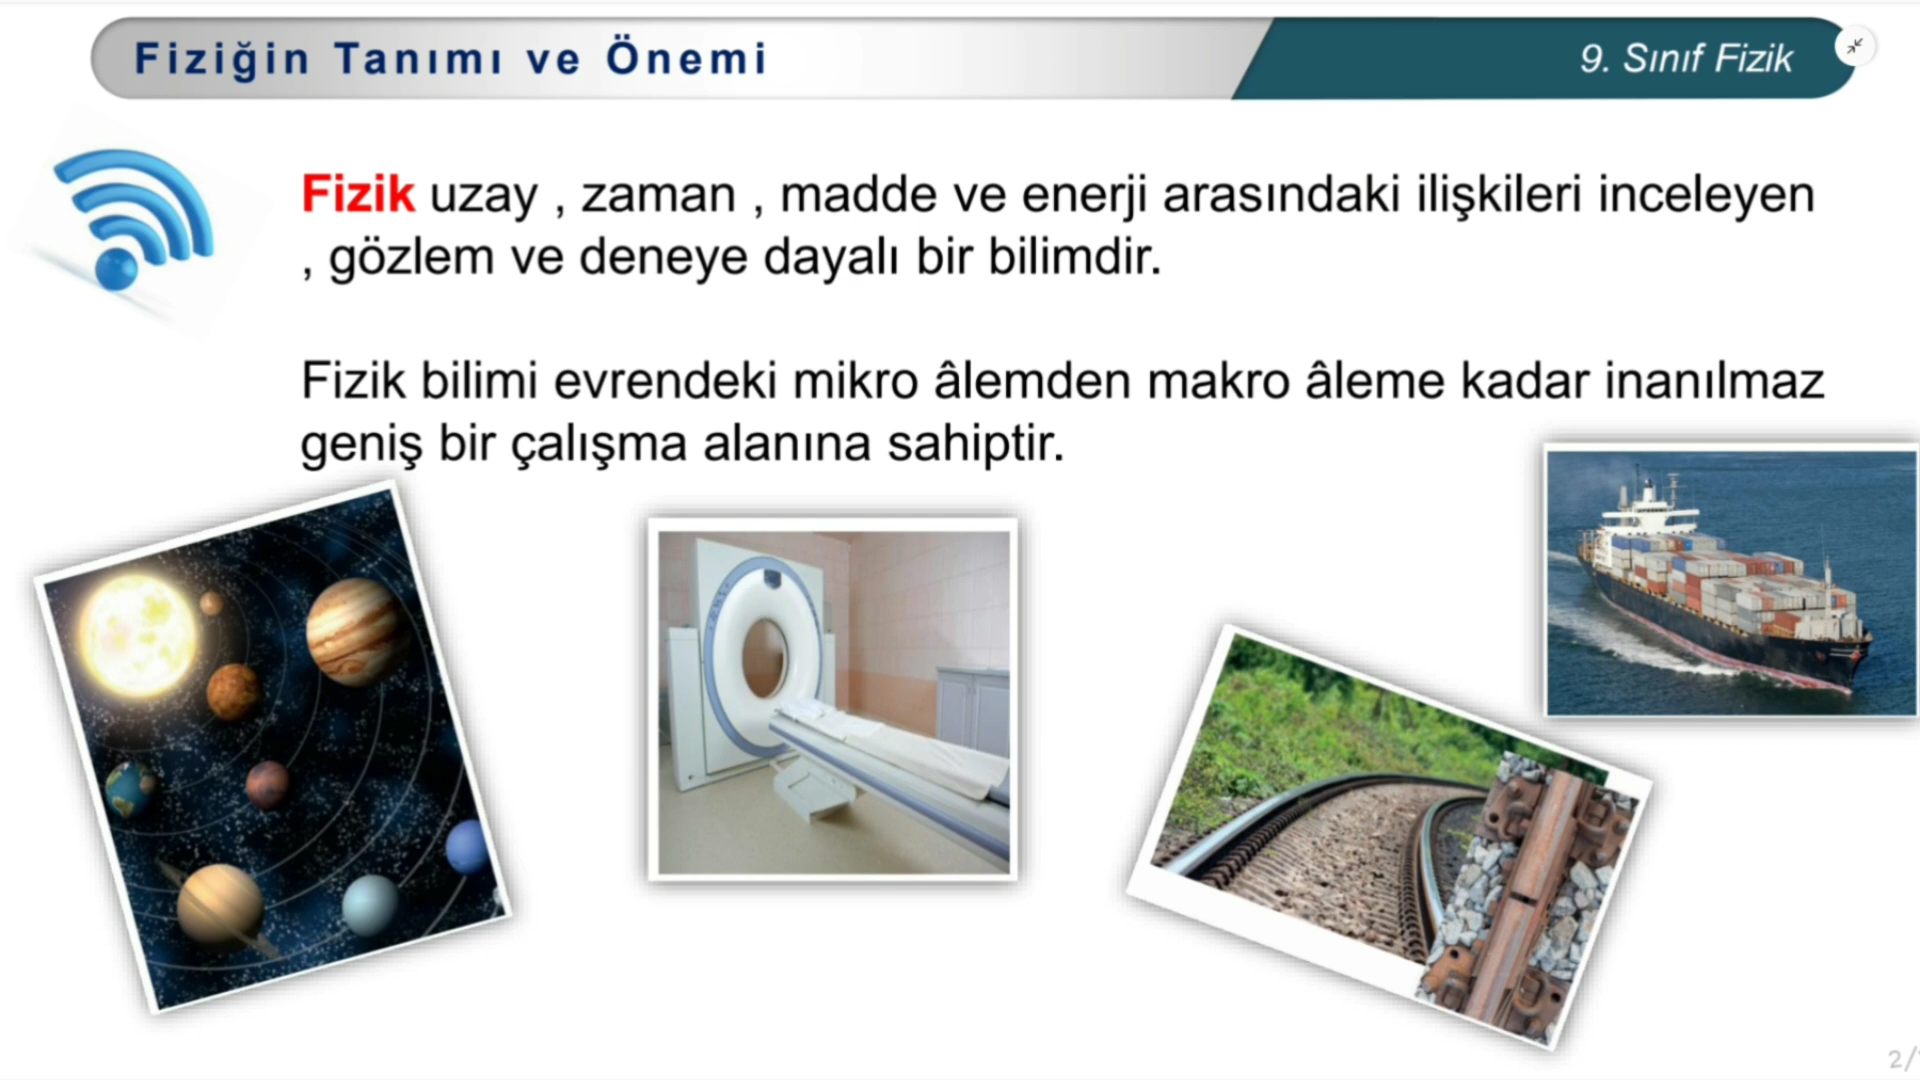 Fiziğin Tanımı ve Önemi
9. Sınıf Fizik
Fizik uzay , zaman , madde ve enerji arasındaki ilişkileri inceleyen
, gözlem ve deneye dayalı bir bilimdir.
Fizik bilimi evrendeki mikro âlemden makro âleme kadar inanılmaz
geniş bir çalışma alanına sahiptir.
2/